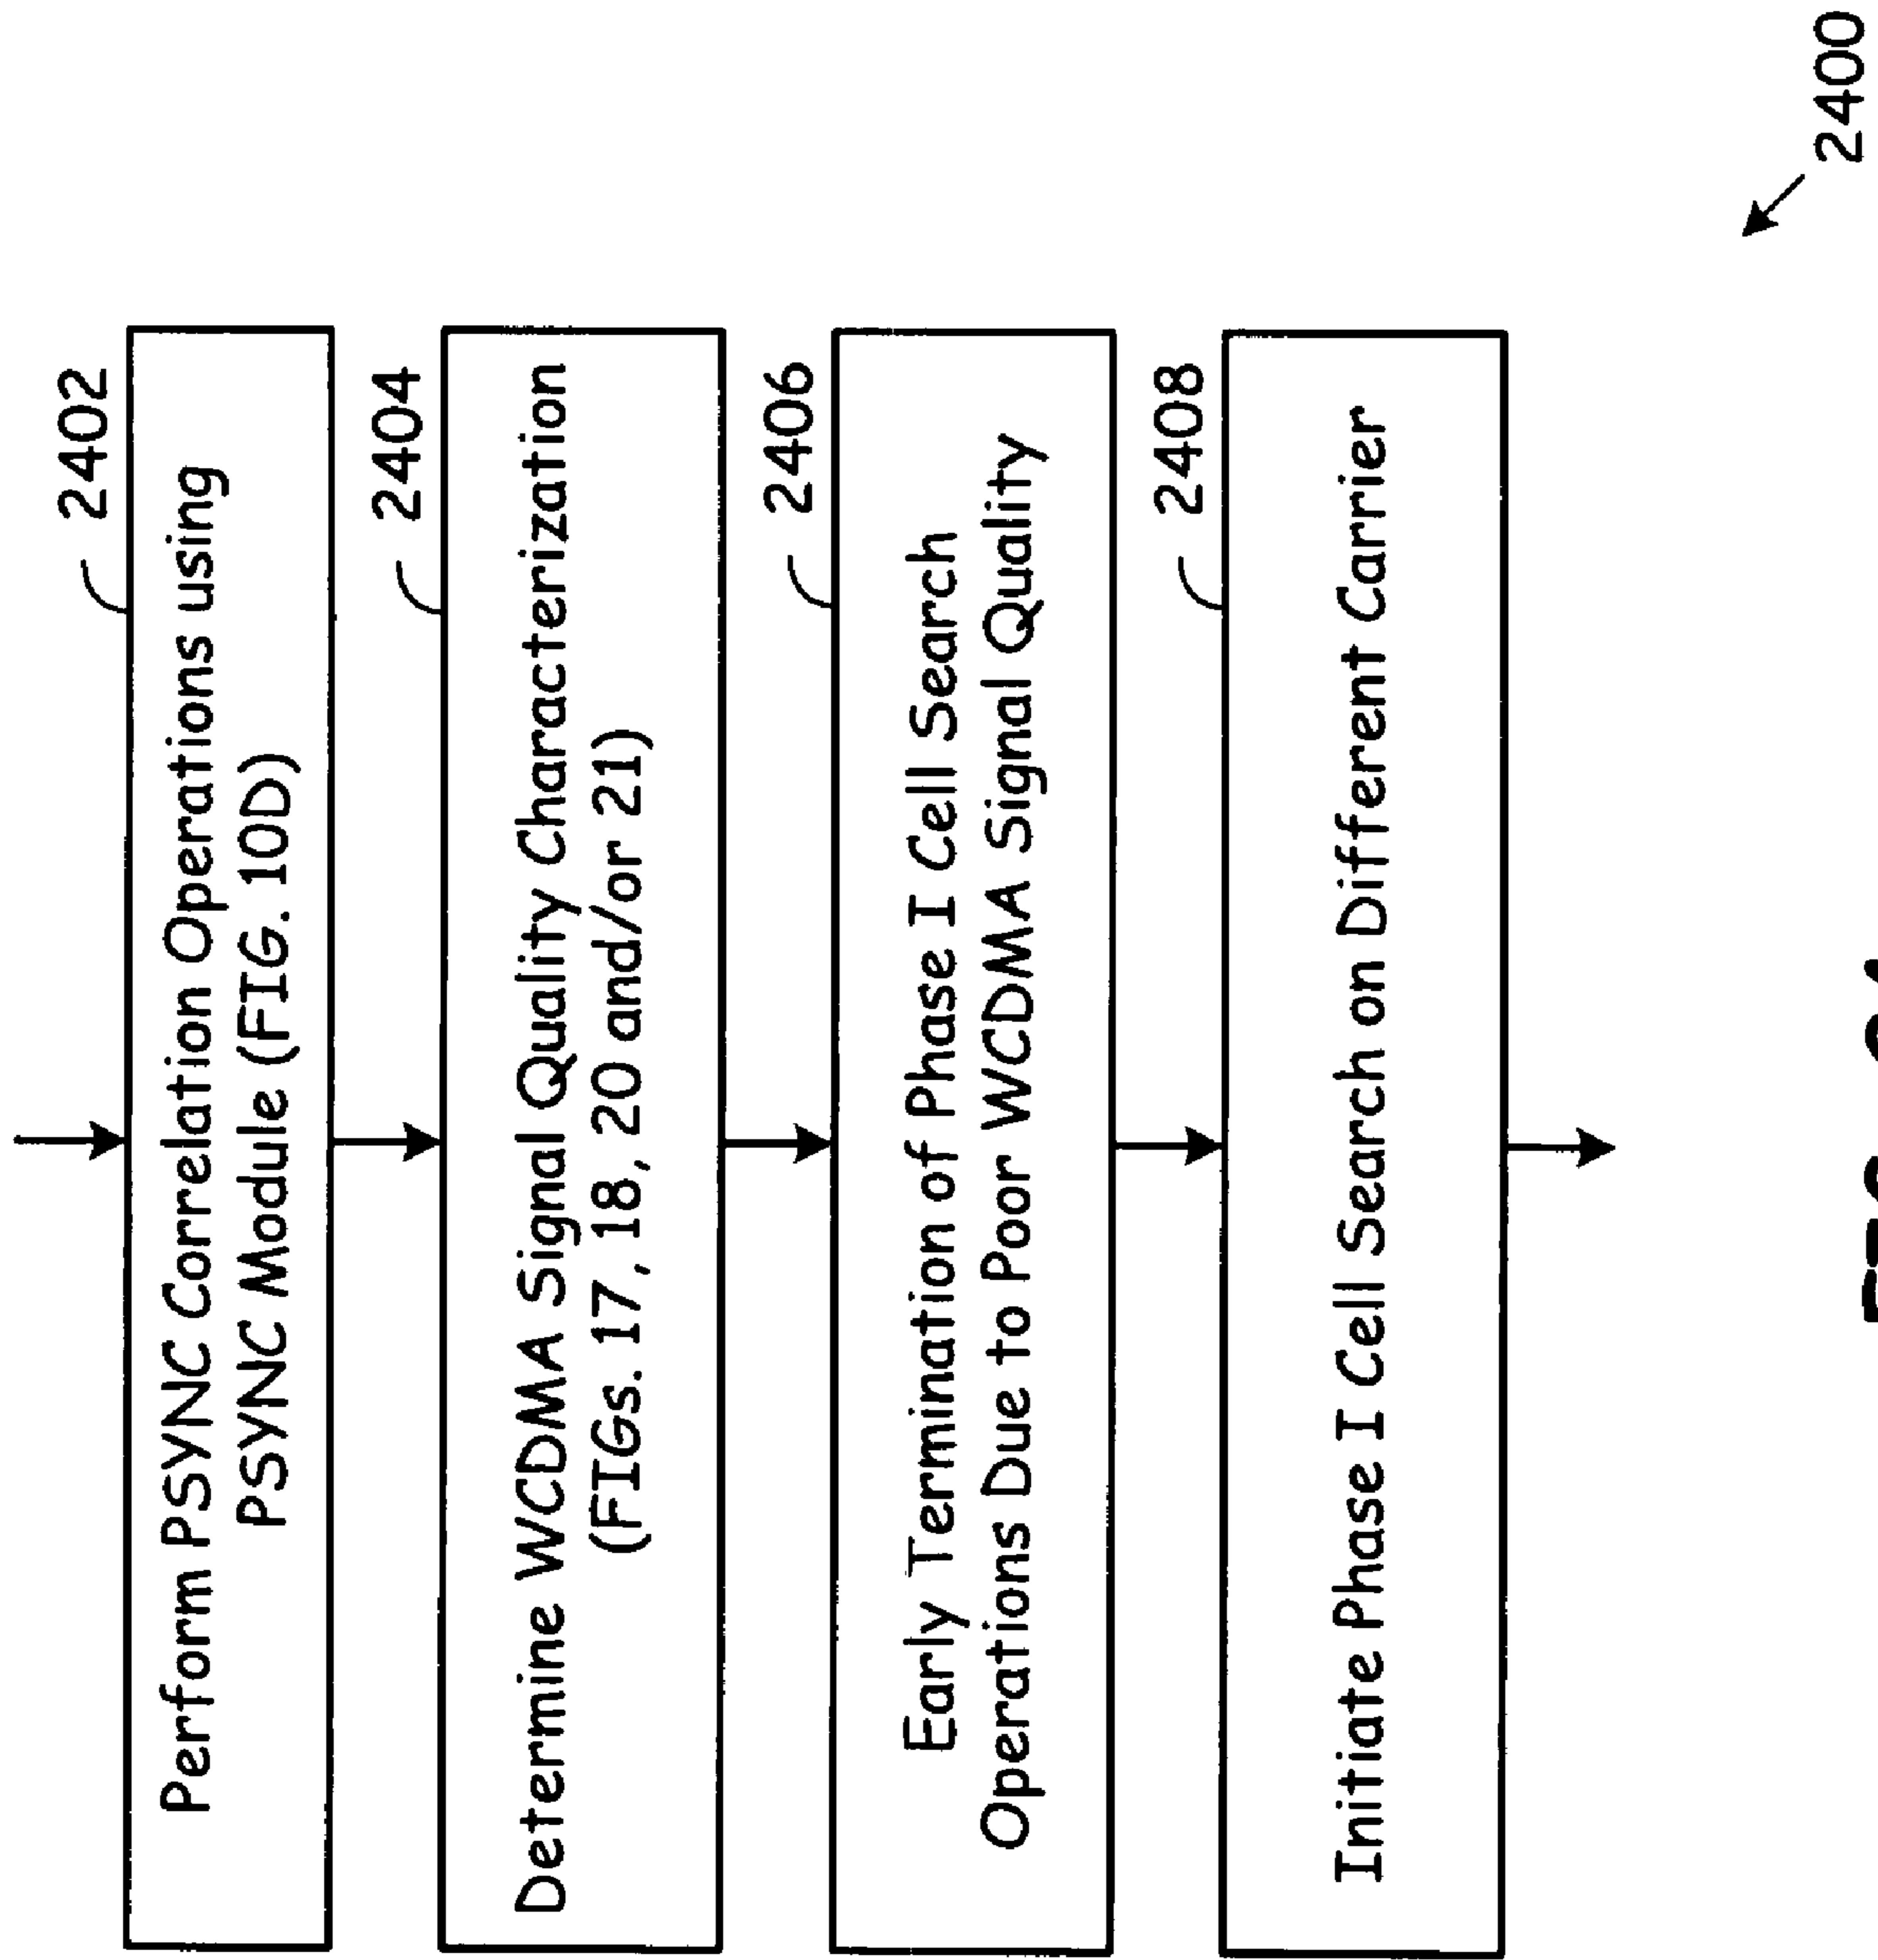 2402
Perform PSYNC Correlation Operations using
PSYNC Module (FIG. 10D)
2404
Determine WCDMA Signal Quality Characterization
(FIGs. 17, 18, 20 and/or 21)
2406
Early Termination of Phase I Cell Search
Operations Due to Poor WCDMA Signal Quality
2408
Initiate Phase I Cell Search on Different Carrier
2400